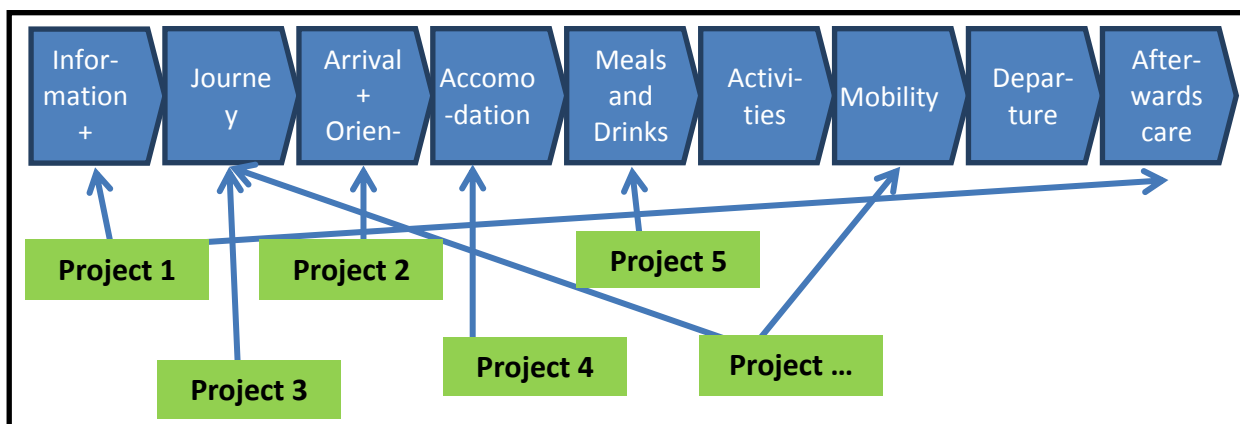 Infor-
mation
+
Journe
y
Arrival
+
Orien-
Accomo
-dation
Meals
and
Drinks
Activi-
ties
Mobility
Depar-
ture
After-
wards
care
Project 1
Project 2
Project 5
Project 3
Project 4
Project ...